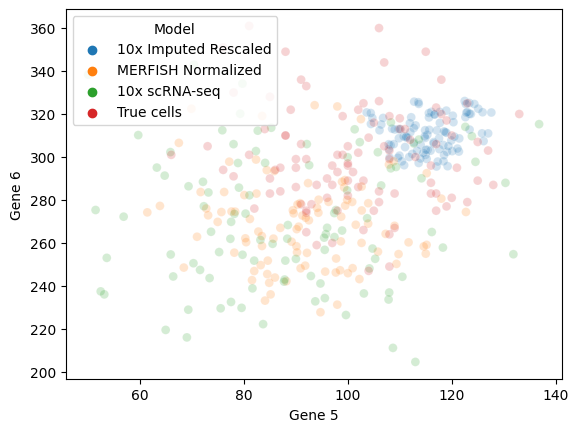 Model
10x Imputed Rescaled
MERFISH Normalized
10x scRNA-seq
True cells
360
340
320
300
280
260
240
220
200
Gene 6
60 80 100 120 140
Gene 5